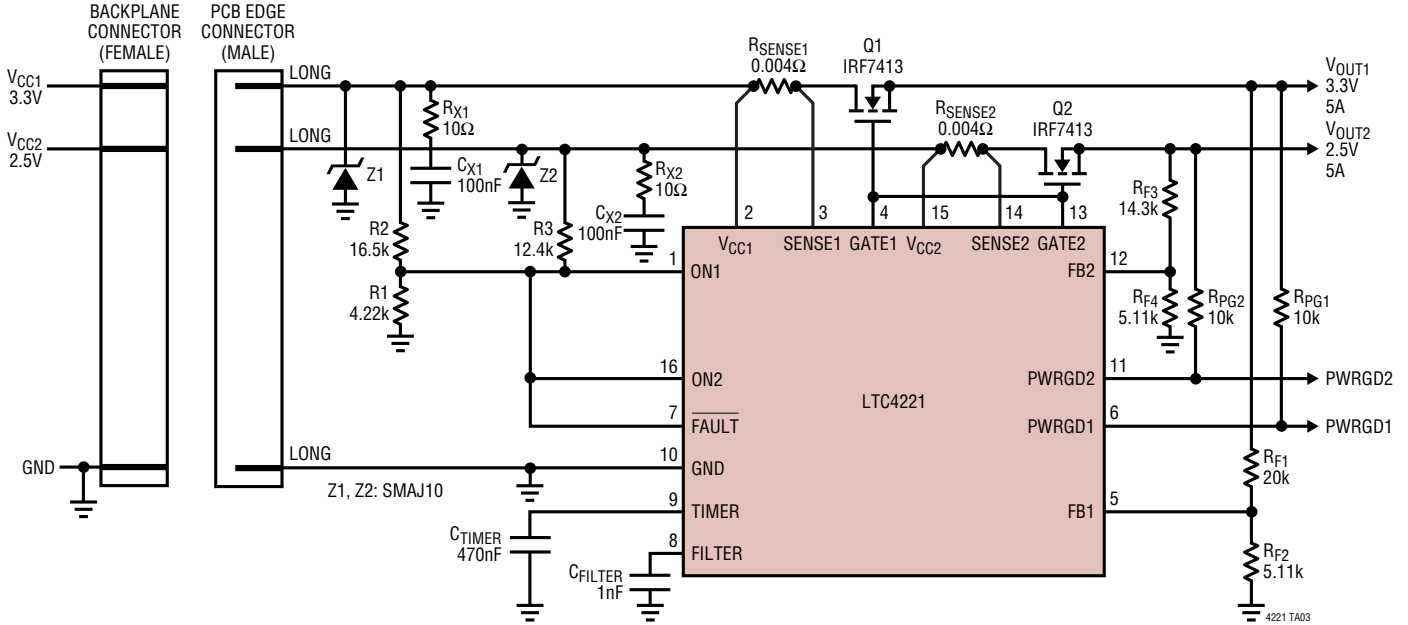 BACKPLANE
CONNECTOR
(FEMALE)
PCB EDGE
CONNECTOR
(MALE)
VCC1
3.3V
VCC2
2.5V
GND
LONG
LONG
LONG
Z1
RX1
10Ω
CX1
100nF
Z2
R2
16.5k
R1
4.22k
R3
12.4k
RX2
10Ω
CX2
100nF
RSENSE1
0.004Ω
Q1
IRF7413
RSENSE2
0.004Ω
Q2
IRF7413
VOUT1
3.3V
5A
VOUT2
2.5V
5A
2
3
4
15
14
13
VCC1
SENSE1
GATE1
VCC2
SENSE2
GATE2
1
ON1
16
ON2
7
FAULT
10
GND
9
TIMER
8
FILTER
LTC4221
12
FB2
11
PWRGD2
6
PWRGD1
5
FB1
RF3
14.3k
RF4
5.11k
RPG2
10k
RPG1
10k
PWRGD2
PWRGD1
RF1
20k
RF2
5.11k
Z1, Z2: SMAJ10
CTIMER
470nF
CFILTER
1nF
4221 TA03